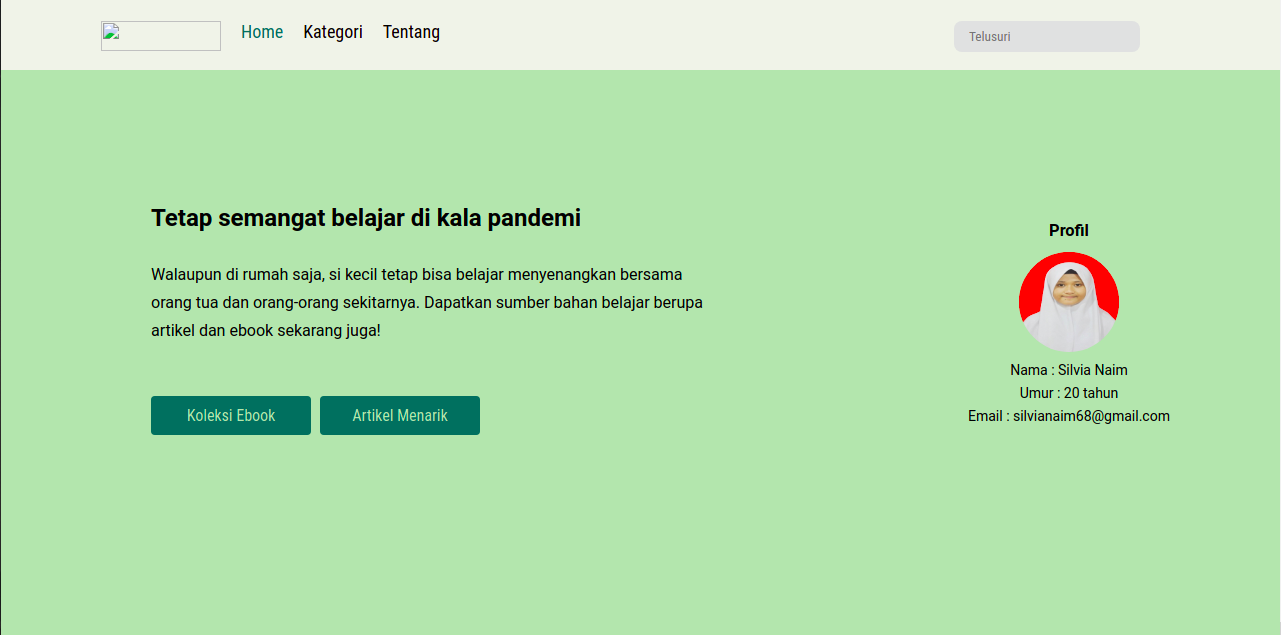 Home Kategori Tentang Telusuri
Tetap semangat belajar di kala pandemi
Walaupun di rumah saja, si kecil tetap bisa belajar menyenangkan bersama
orang tua dan orang-orang sekitarnya. Dapatkan sumber bahan belajar berupa
artikel dan ebook sekarang juga!
Koleksi Ebook Artikel Menarik
Profil
Nama : Silvia Naim
Umur : 20 tahun
Email : silvianaim68@gmail.com